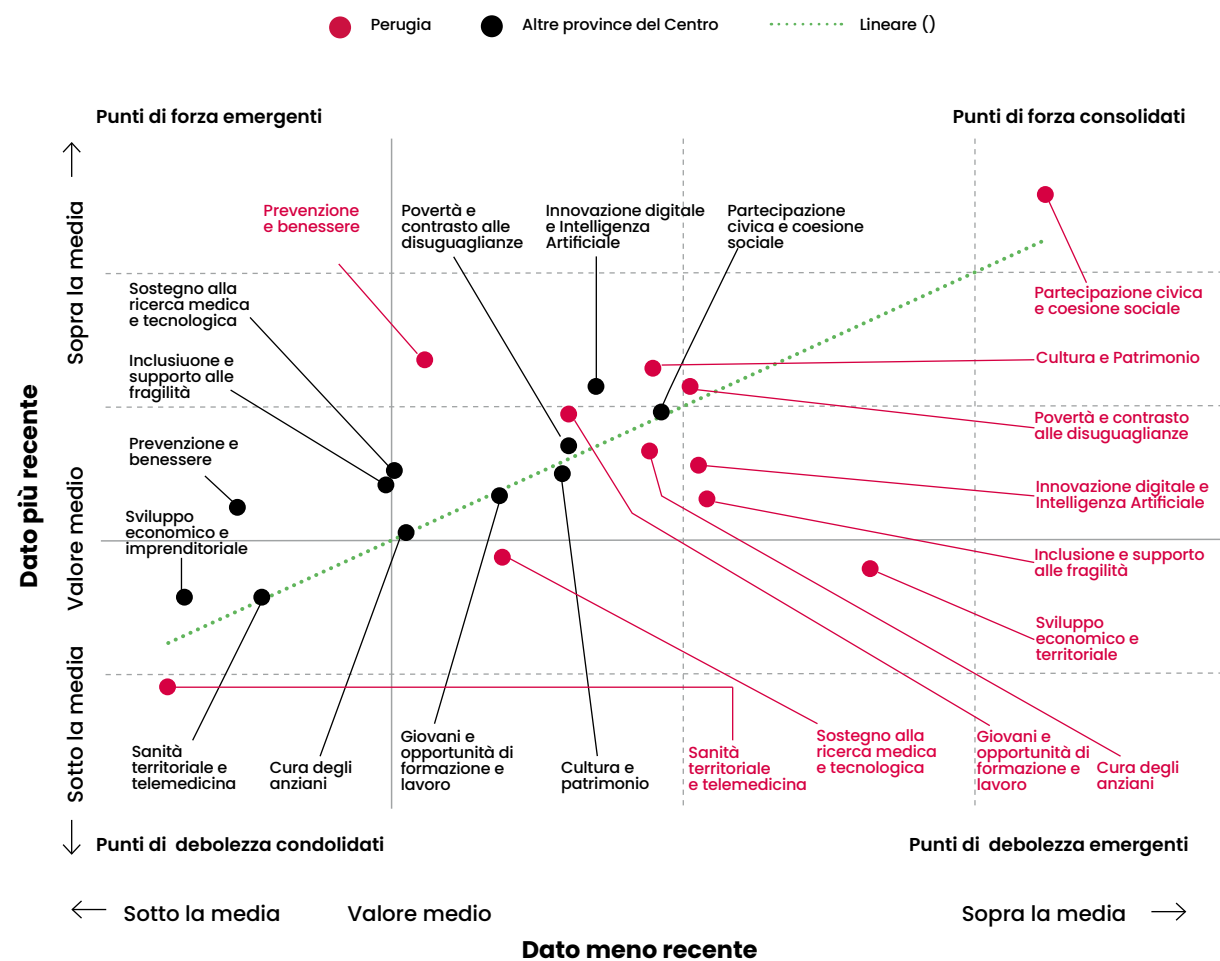 Perugia
Altre province del Centro
Lineare ()
Punti di forza emergenti
Punti di forza consolidati
Dato più recente
Sopra la media
Valore medio
Sotto la media
Prevenzione
e benessere
Povertà e
contrasto alle
disuguaglianze
Innovazione digitale
e Intelligenza
Artificiale
Partecipazione
civica e coesione
sociale
Sostegno alla
ricerca medica
e tecnologica
Inclusiuone e
supporto alle
fragilità
Prevenzione e
benessere
Sviluppo
economico e
imprenditoriale
Partecipazione civica
e coesione sociale
Cultura e Patrimonio
Povertà e contrasto
alle disuguaglianze
Innovazione digitale e
Intelligenza Artificiale
Inclusione e supporto
alle fragilità
Sviluppo
economico e
territoriale
Sanità
territoriale e
telemedicina
Cura degli
anziani
Giovani e
opportunità di
formazione e
lavoro
Cultura e
patrimonio
Sanità
territoriale
e telemedicina
Sostegno alla
ricerca medica
e tecnologica
Giovani e
opportunità di
formazione e
lavoro
Cura degli
anziani
Punti di debolezza condolidati
Punti di debolezza emergenti
Sotto la media
Valore medio
Sopra la media
Dato meno recente